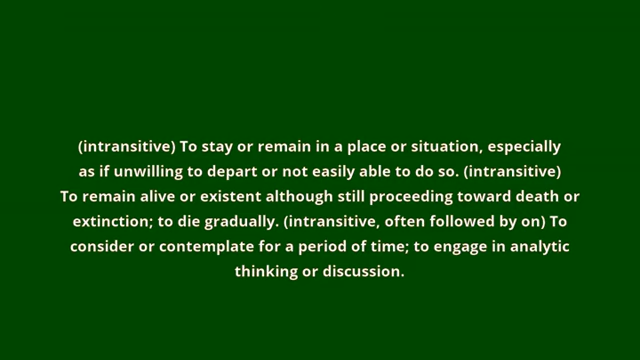 (intransitive) To stay or remain in a place or situation, especially
as if unwilling to depart or not easily able to do so. (intransitive)
To remain alive or existent although still proceeding toward death or
extinction; to die gradually. (intransitive, often followed by on) To
consider or contemplate for a period of time; to engage in analytic
thinking or discussion.